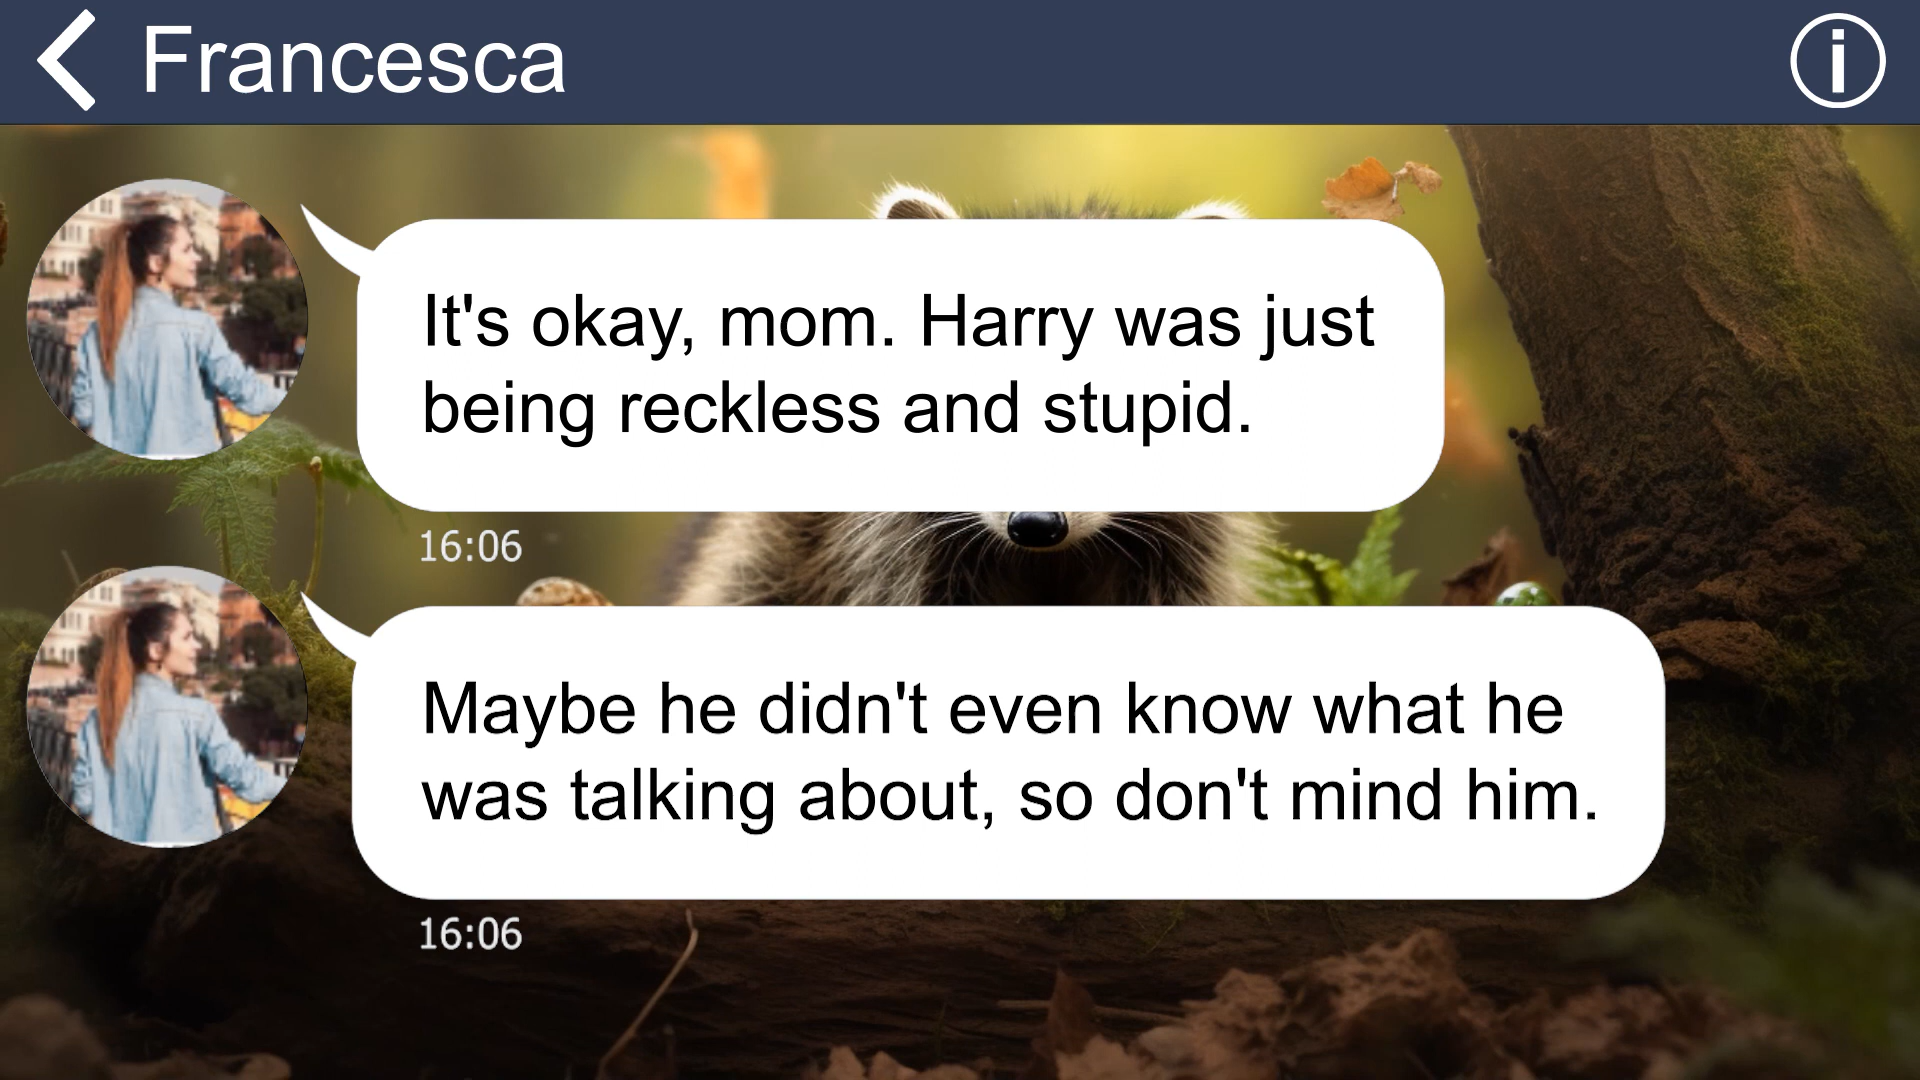 Francesca
It's okay, mom. Harry was just
being reckless and stupid.
16:06
Maybe he didn't even know what he
was talking about, so don't mind him.
16:06